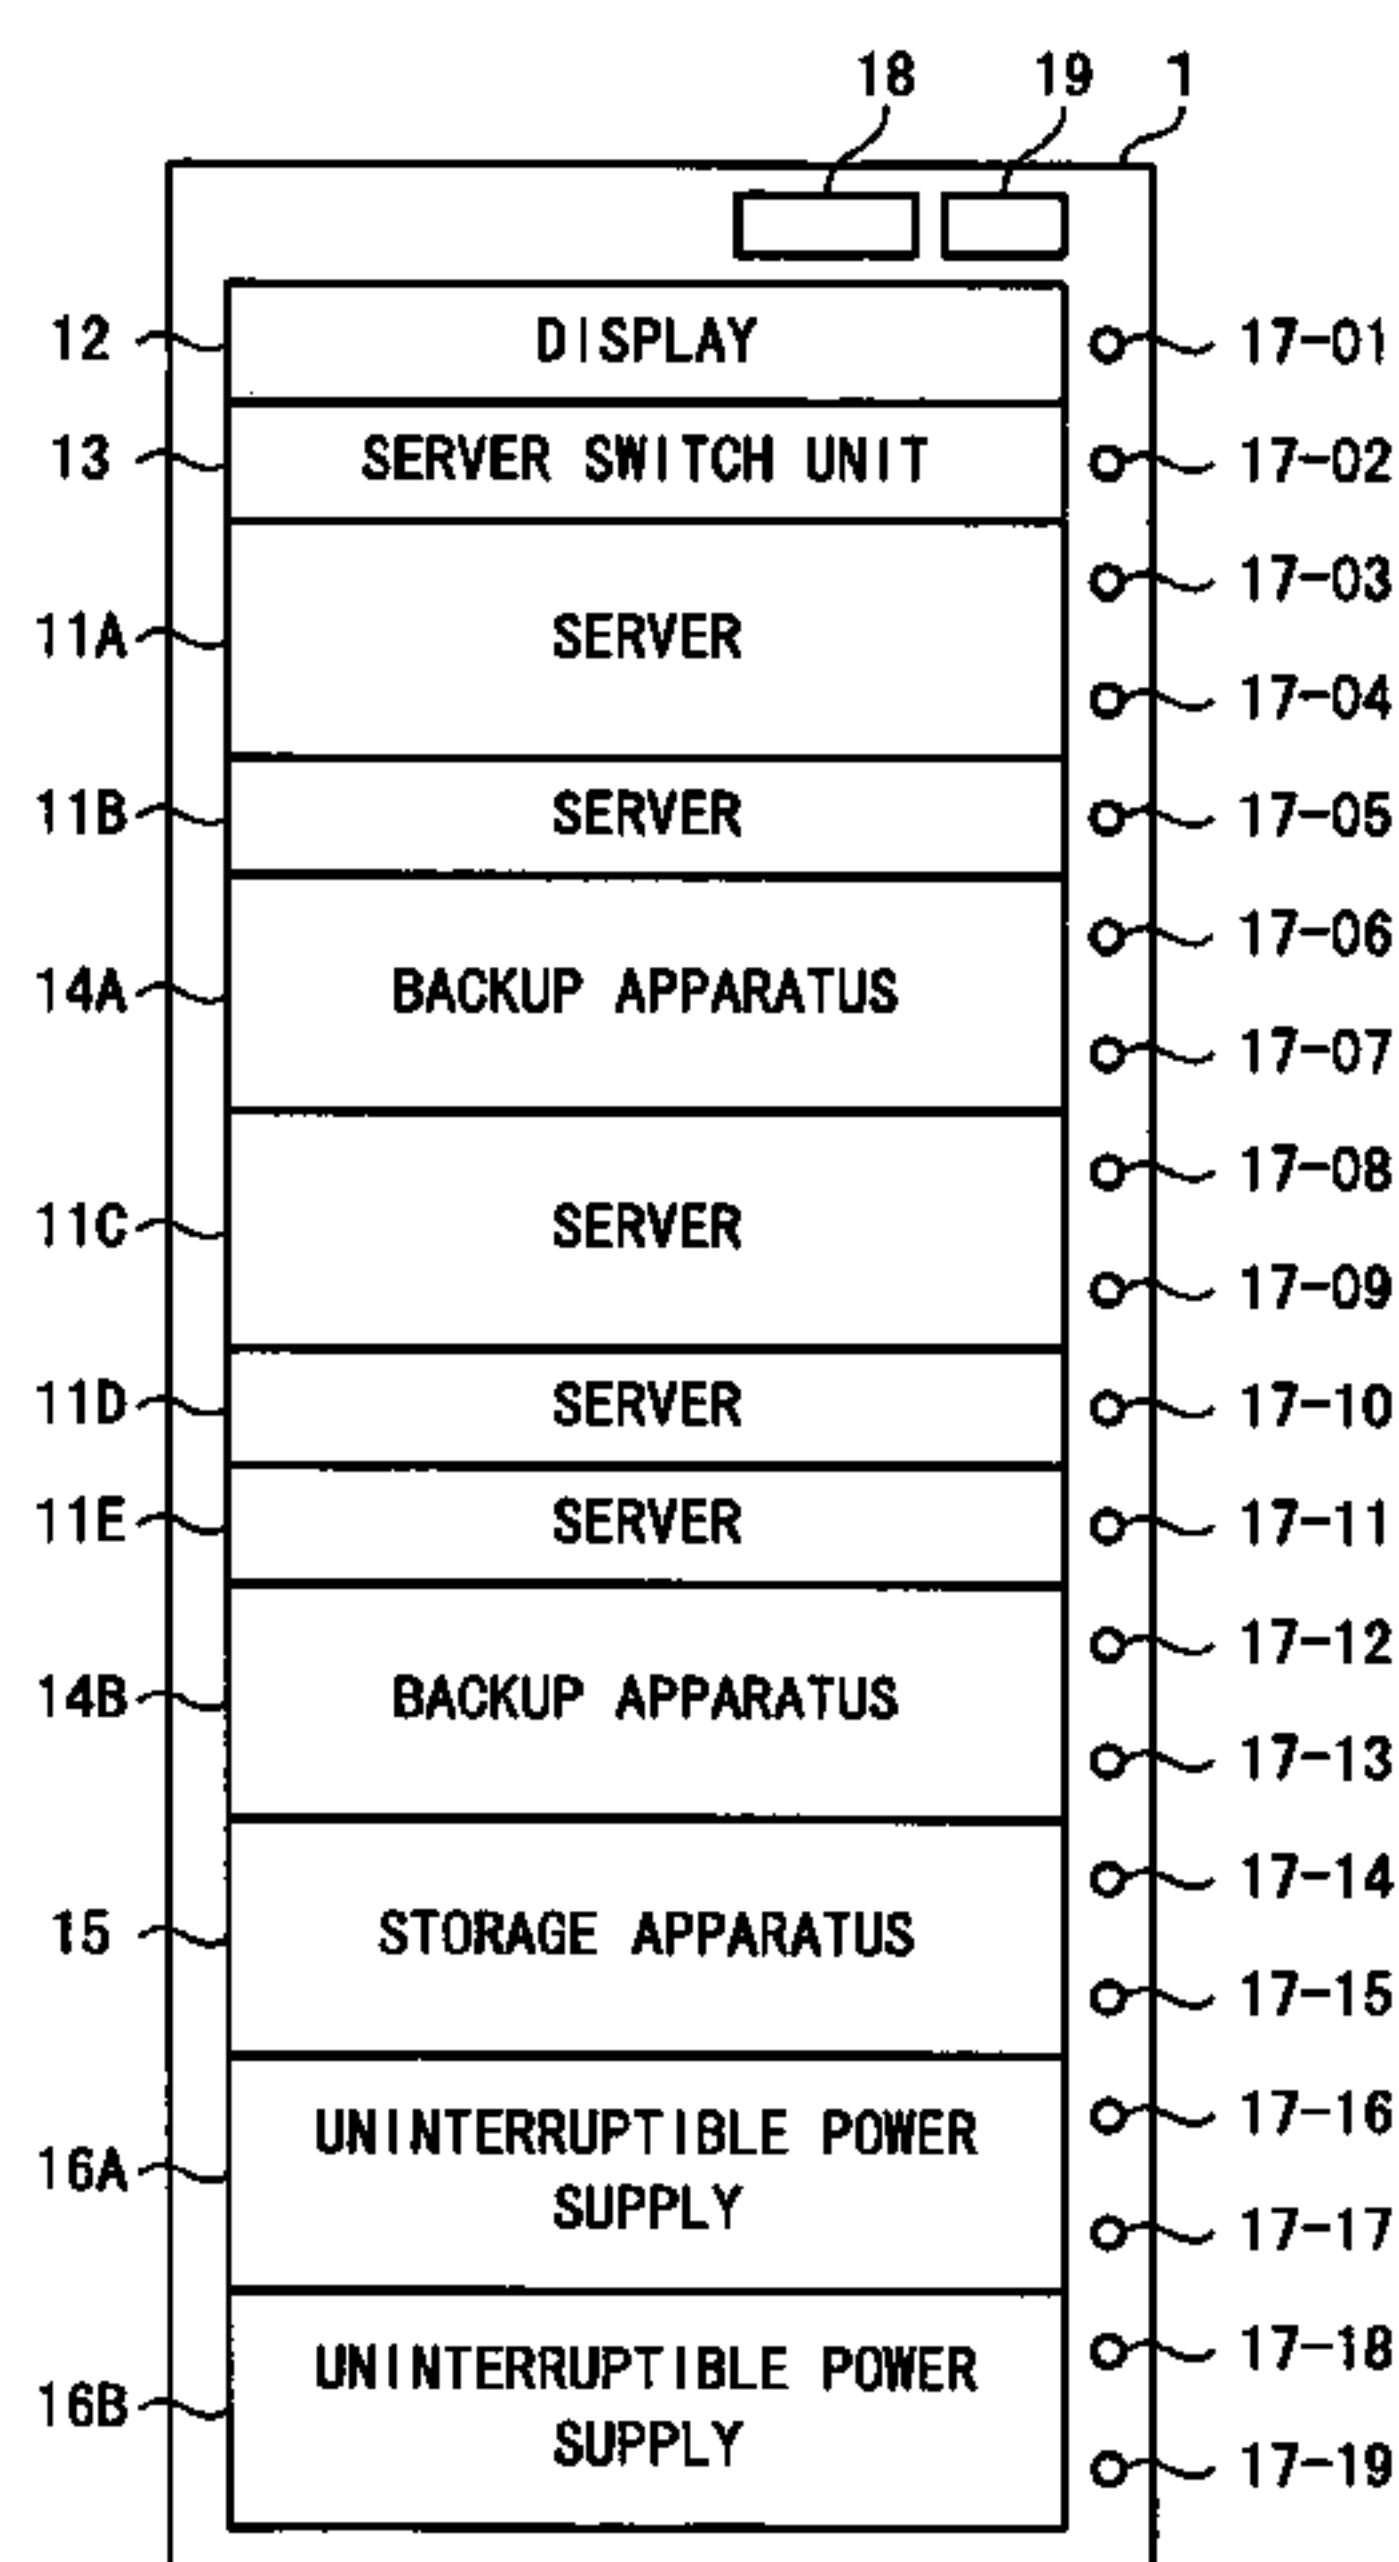 18 19 1
12 DISPLAY 17-01
13 SERVER SWITCH UNIT 17-02
17-03
11A SERVER
17-04
11B SERVER 17-05
17-06
14A BACKUP APPARATUS
17-07
17-08
11C SERVER
17-09
11D SERVER 17-10
11E SERVER 17-11
17-12
14B BACKUP APPARATUS
17-13
17-14
15 STORAGE APPARATUS
17-15
UNINTERRUPTIBLE POWER 17-16
16A
SUPPLY 17-17
UNINTERRUPTIBLE POWER 17-18
16B
SUPPLY 17-19